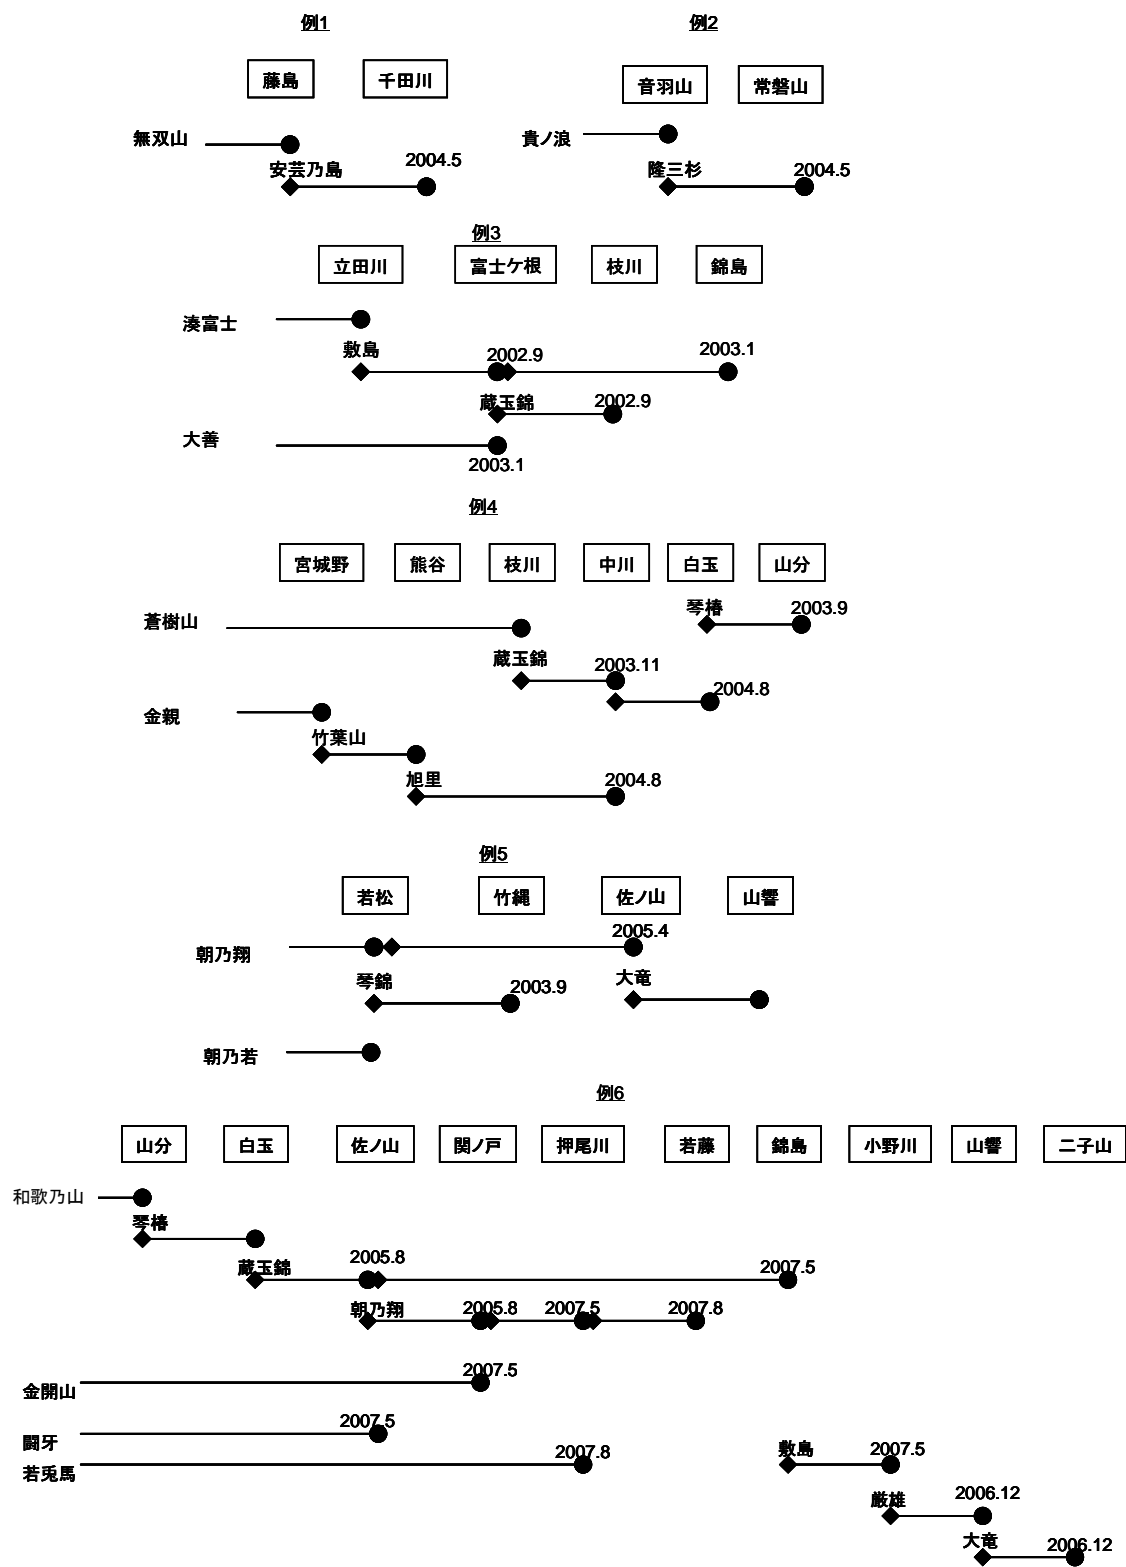 例1 例2
藤島 千田川 音羽山 常磐山
無双山 貴ノ浪
安芸乃島 2004.5 隆三杉 2004.5
例3
立田川 富士ケ根 枝川 錦島
湊富士
敷島 2002.9 2003.1
蔵玉錦 2002.9
大善
2003.1
例4
宮城野 熊谷 枝川 中川 白玉 山分
蒼樹山 琴椿 2003.9
蔵玉錦 2003.11
2004.8
金親
竹葉山
旭里 2004.8
例5
若松 竹縄 佐ノ山 山響
朝乃翔 2005.4
琴錦 2003.9 大竜
朝乃若
例6
山分 白玉 佐ノ山 関ノ戸 押尾川 若藤 錦島 小野川 山響 二子山
和歌乃山
琴椿
蔵玉錦 2005.8 2007.5
朝乃翔 2005.8 2007.5 2007.8
金開山 2007.5
闘牙 2007.5
若兎馬 2007.8 敷島 2007.5
厳雄 2006.12
大竜 2006.12